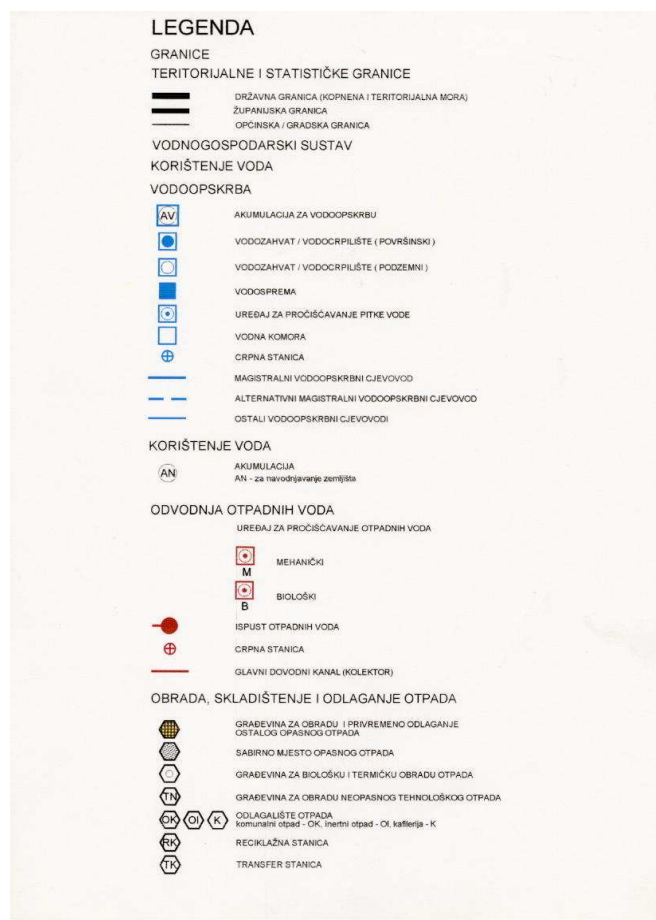 LEGENDA
GRANICE
TERITORIJALNE I STATISTIČKE GRANICE
DRŽAVNA GRANICA (KOPNENA I TERITORIJALNA MORA)
ŽUPANIJSKA GRANICA
OPĆINSKA / GRADSKA GRANICA
VODNOGOSPODARSKI SUSTAV
KORIŠTENJE VODA
VODOOPSKRBA
AV AKUMULACIJA ZA VODOOPSKRBU
VODOZAHVAT / VODOCRPILIŠTE ( POVRŠINSKI )
VODOZAHVAT / VODOCRPILIŠTE ( PODZEMNI )
VODOSPREMA
UREĐAJ ZA PROČIŠĆAVANJE PITKE VODE
VODNA KOMORA
CRPNA STANICA
MAGISTRALNI VODOOPSKRBNI CJEVOVOD
ALTERNATIVNI MAGISTRALNI VODOOPSKRBNI CJEVOVOD
OSTALI VODOOPSKRBNI CJEVOVODI
KORIŠTENJE VODA
AN AKUMULACIJA
AN - za navodnjavanje zemljišta
ODVODNJA OTPADNIH VODA
UREĐAJ ZA PROČIŠĆAVANJE OTPADNIH VODA
MEHANIČKI
M
BIOLOŠKI
B
ISPUST OTPADNIH VODA
CRPNA STANICA
GLAVNI DOVODNI KANAL (KOLEKTOR)
OBRADA, SKLADIŠTENJE I ODLAGANJE OTPADA
GRAĐEVINA ZA OBRADU I PRIVREMENO ODLAGANJE
OSTALOG OPASNOG OTPADA
SABIRNO MJESTO OPASNOG OTPADA
GRAĐEVINA ZA BIOLOŠKU I TERMIČKU OBRADU OTPADA
TN GRAĐEVINA ZA OBRADU NEOPASNOG TEHNOLOŠKOG OTPADA
OK OI K ODLAGALIŠTE OTPADA
komunalni otpad - OK, inertni otpad - OI, kafilerija - K
RK RECIKLAŽNA STANICA
TK TRANSFER STANICA